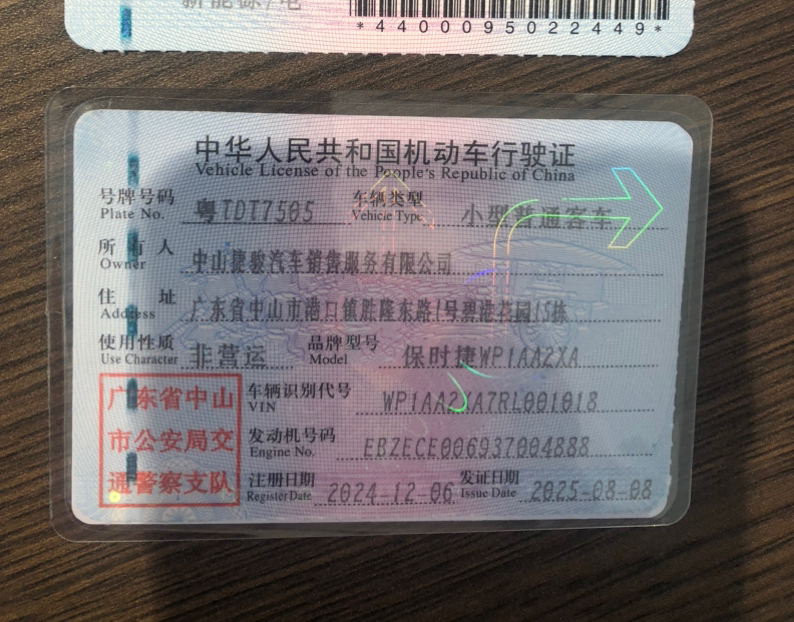 新能源/电
*4400095022449*
中华人民共和国机动车行驶证
Vehicle License of the People's Republic of China
号牌号码 粤TDT7505 车辆类型 小型普通客车
Plate No. Vehicle Type
所有人 中山捷骏汽车销售服务有限公司
Owner
住址 广东省中山市港口镇胜隆东路1号碧港花园15栋
Address
使用性质 非营运 品牌型号 保时捷WP1AA2XA
Use Character Model
广东省中山 车辆识别代号 WP1AA2XA7RL001018
VIN
市公安局交 发动机号码 EBZECE006937004888
Engine No.
通警察支队 注册日期 2024-12-06 发证日期 2025-08-08
Register Date Issue Date